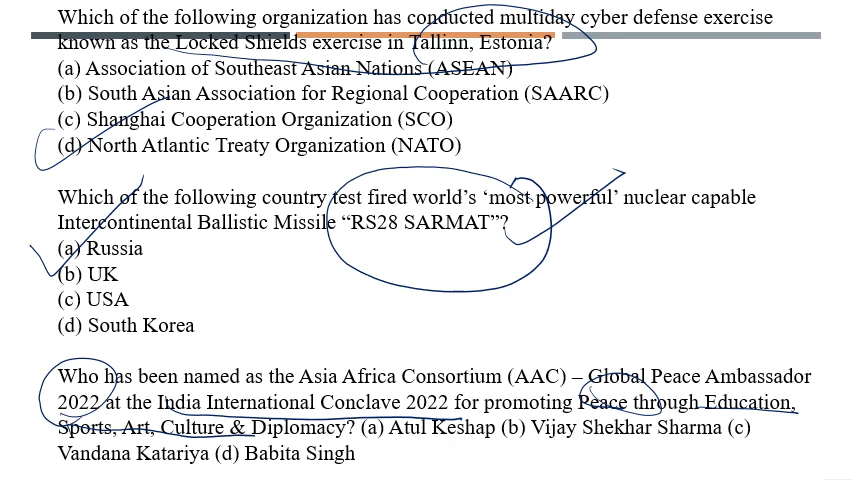 Which of the following organization has conducted multiday cyber defense exercise
known as the Locked Shields exercise in Tallinn, Estonia?
(a) Association of Southeast Asian Nations (ASEAN)
(b) South Asian Association for Regional Cooperation (SAARC)
(c) Shanghai Cooperation Organization (SCO)
(d) North Atlantic Treaty Organization (NATO)
Which of the following country test fired world’s ‘most powerful’ nuclear capable
Intercontinental Ballistic Missile “RS28 SARMAT”?
(a) Russia
(b) UK
(c) USA
(d) South Korea
Who has been named as the Asia Africa Consortium (AAC) – Global Peace Ambassador
2022 at the India International Conclave 2022 for promoting Peace through Education,
Sports, Art, Culture & Diplomacy? (a) Atul Keshap (b) Vijay Shekhar Sharma (c)
Vandana Katariya (d) Babita Singh